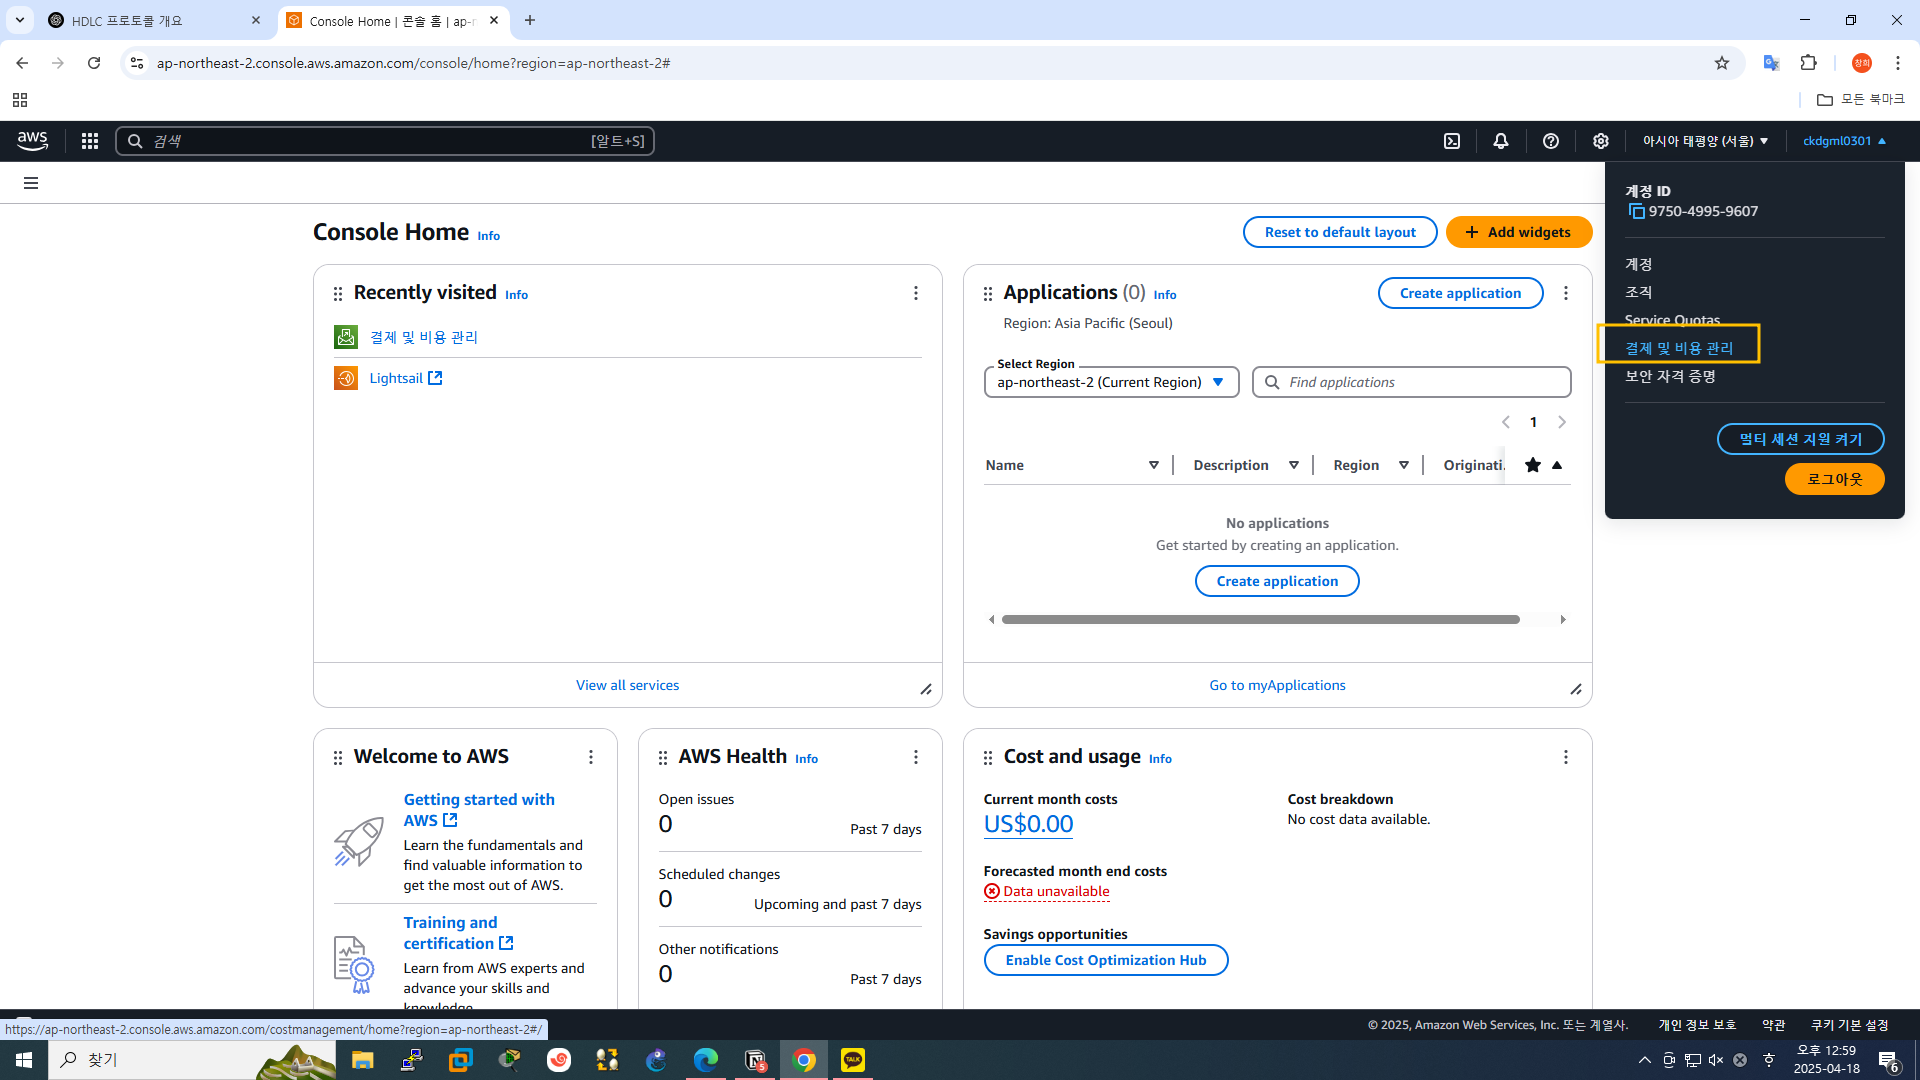 HDLC 프로토콜 개요
Console Home | 콘솔 홈 | ap-n
ap-northeast-2.console.aws.amazon.com/console/home?region=ap-northeast-2#
창희
모든 북마크
aws
검색
[알트+S]
아시아 태평양 (서울)
ckdgml0301
계정 ID
9750-4995-9607
계정
조직
Service Quotas
결제 및 비용 관리
보안 자격 증명
멀티 세션 지원 켜기
로그아웃
Console Home Info
Reset to default layout
Add widgets
Recently visited Info
결제 및 비용 관리
Lightsail
View all services
Applications (0) Info
Create application
Region: Asia Pacific (Seoul)
Select Region
ap-northeast-2 (Current Region)
Find applications
1
Name
Description
Region
Originati.
No applications
Get started by creating an application.
Create application
Go to myApplications
Welcome to AWS
Getting started with
AWS
Learn the fundamentals and
find valuable information to
get the most out of AWS.
Training and
certification
Learn from AWS experts and
advance your skills and
knowledge.
AWS Health Info
Open issues
0
Past 7 days
Scheduled changes
0
Upcoming and past 7 days
Other notifications
0
Past 7 days
Cost and usage Info
Current month costs
US$0.00
Forecasted month end costs
Data unavailable
Savings opportunities
Enable Cost Optimization Hub
Cost breakdown
No cost data available.
https://ap-northeast-2.console.aws.amazon.com/costmanagement/home?region=ap-northeast-2#/
© 2025, Amazon Web Services, Inc. 또는 계열사.
개인 정보 보호
약관
쿠키 기본 설정
찾기
N
5
TALK
오후 12:59
2025-04-18
6